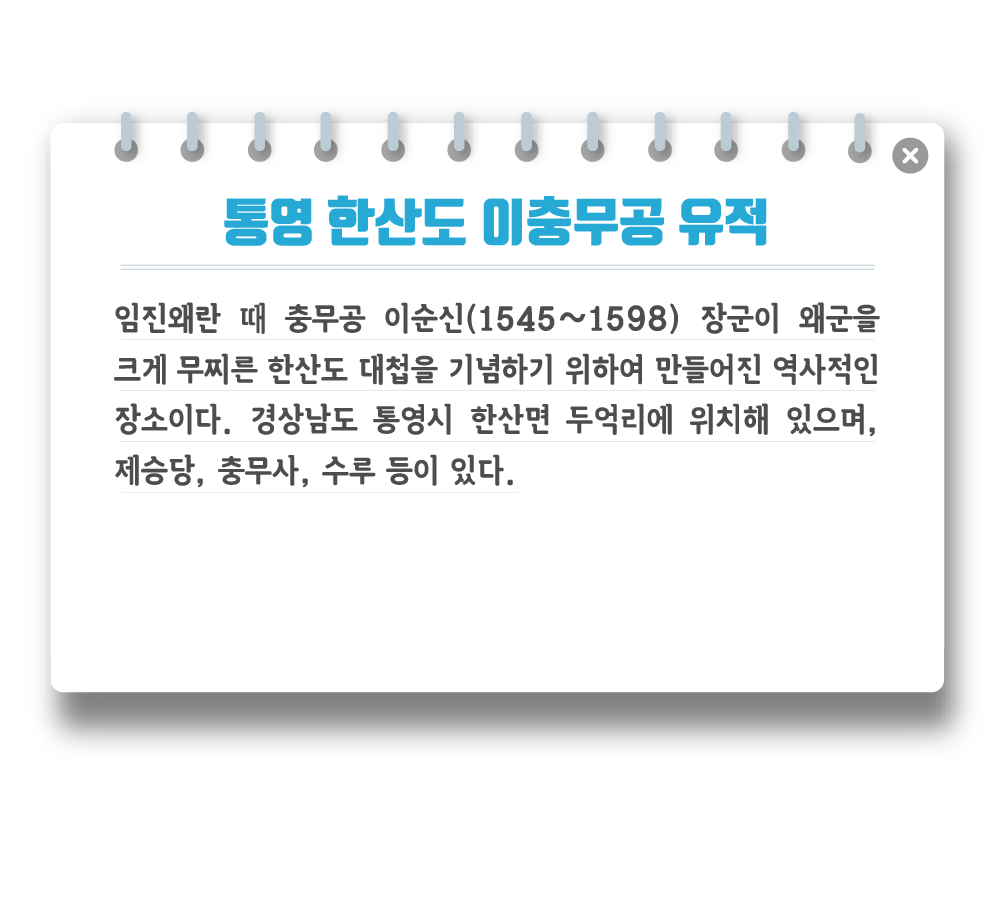 통영 한산도 이충무공 유적
임진왜란 때 충무공 이순신(1545~1598) 장군이 왜군을
크게 무찌른 한산도 대첩을 기념하기 위하여 만들어진 역사적인
장소이다. 경상남도 통영시 한산면 두억리에 위치해 있으며,
제승당, 충무사, 수루 등이 있다.